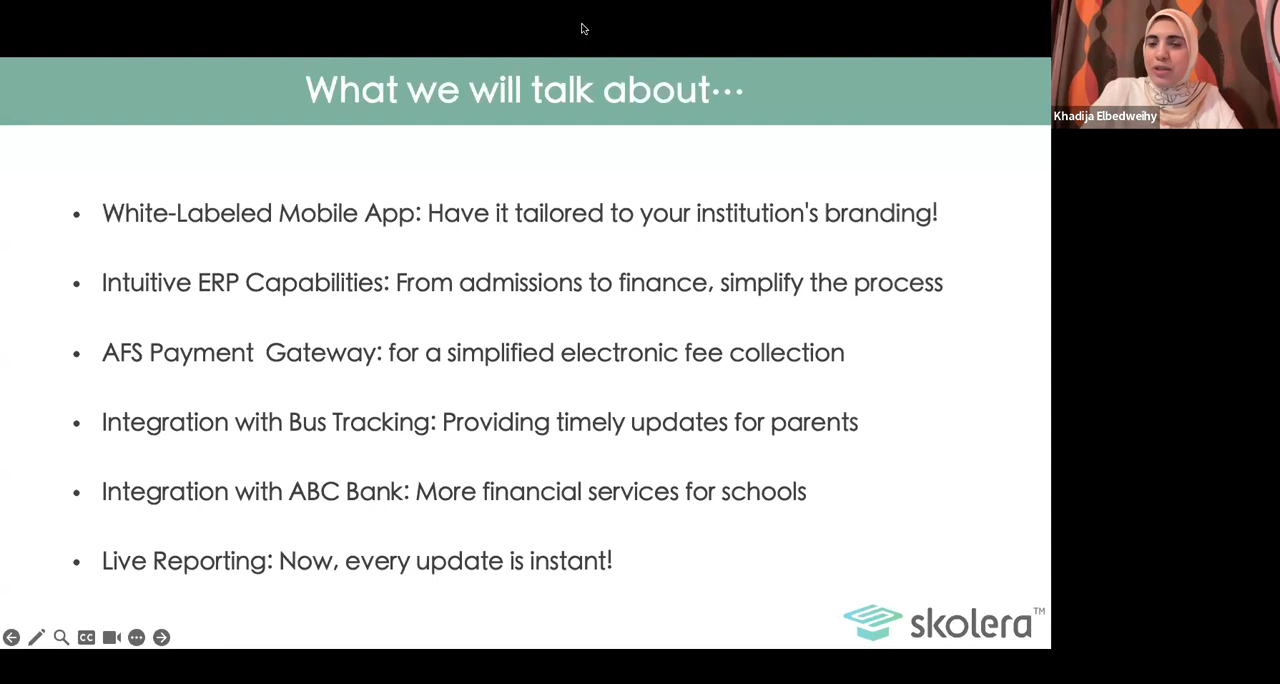 What we will talk about...
Khadija Elbedweihy
• White-Labeled Mobile App: Have it tailored to your institution's branding!
• Intuitive ERP Capabilities: From admissions to finance, simplify the process
• AFS Payment  Gateway: for a simplified electronic fee collection
• Integration with Bus Tracking: Providing timely updates for parents
• Integration with ABC Bank: More financial services for schools
• Live Reporting: Now, every update is instant!
skolera™
CC